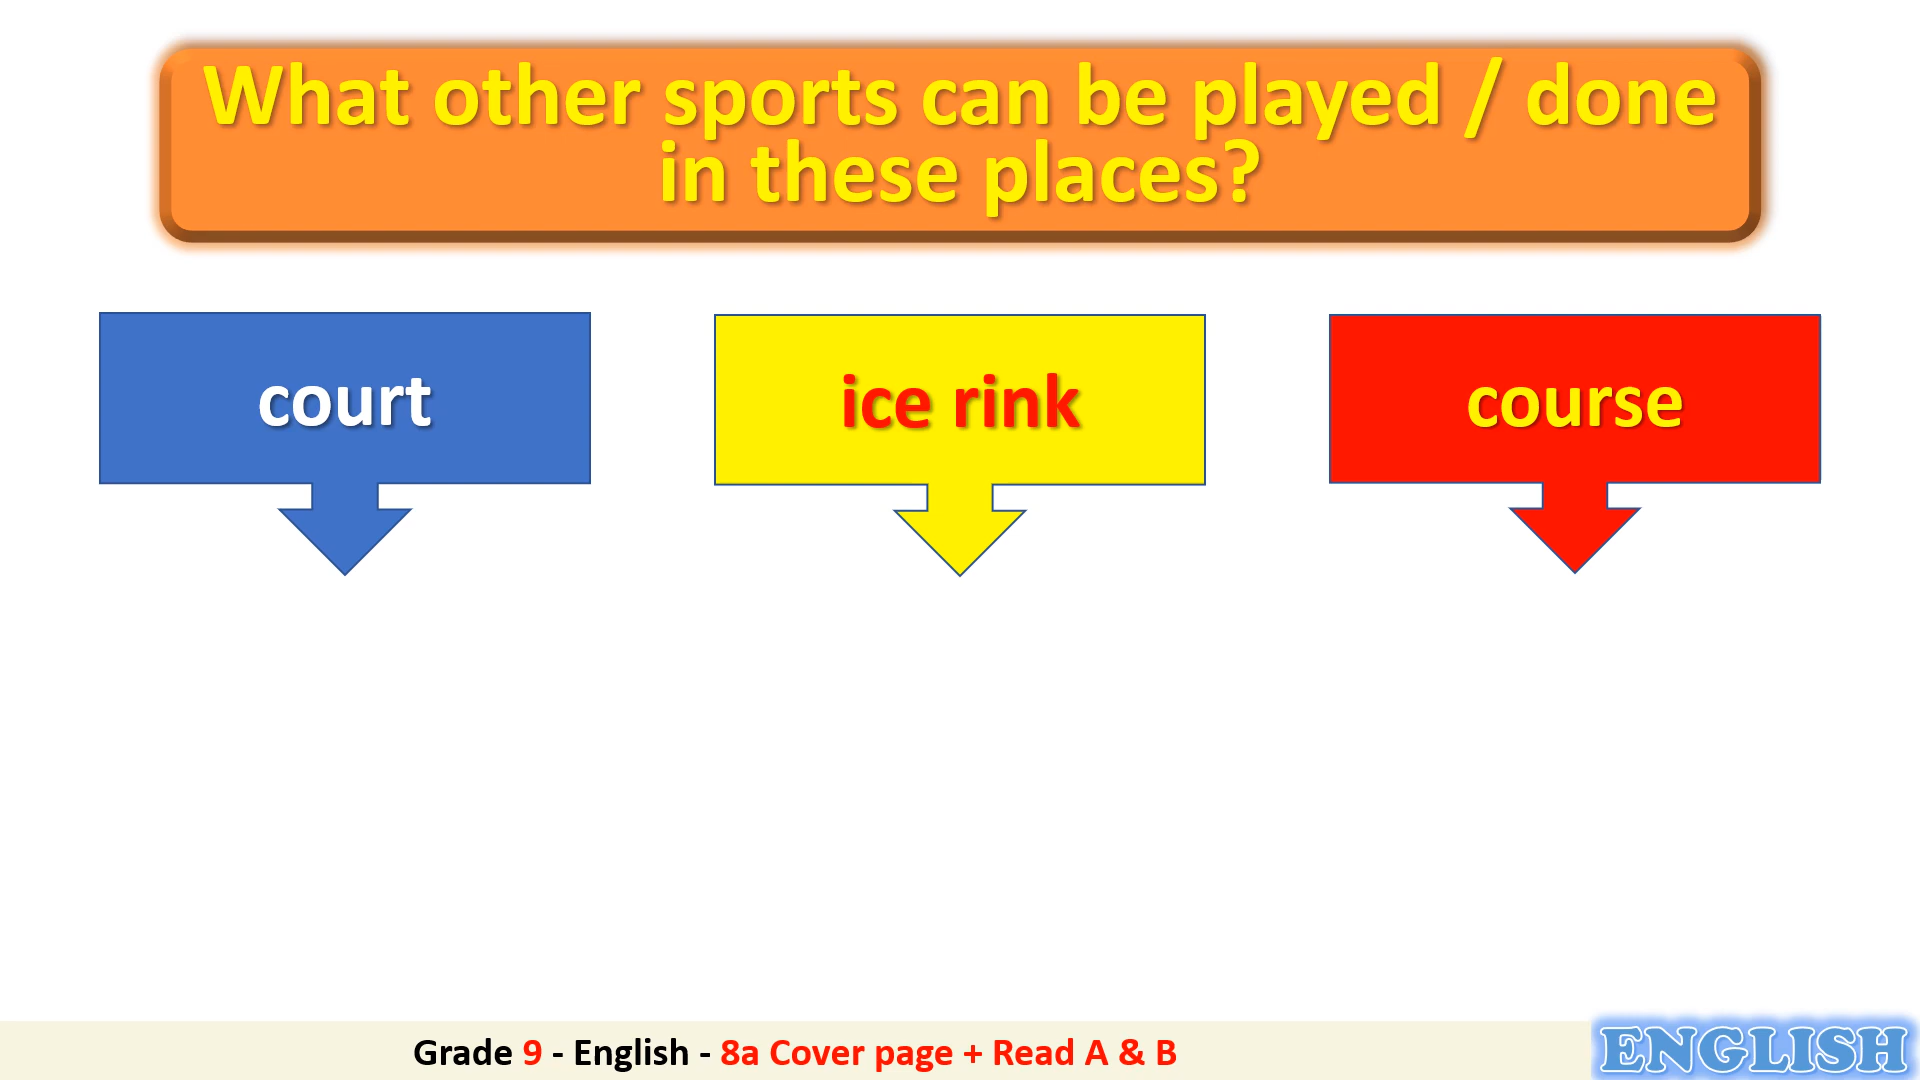 What other sports can be played / done
in these places?
court
ice rink
course
Grade 9 - English - 8a Cover page + Read A & B
ENGLISH